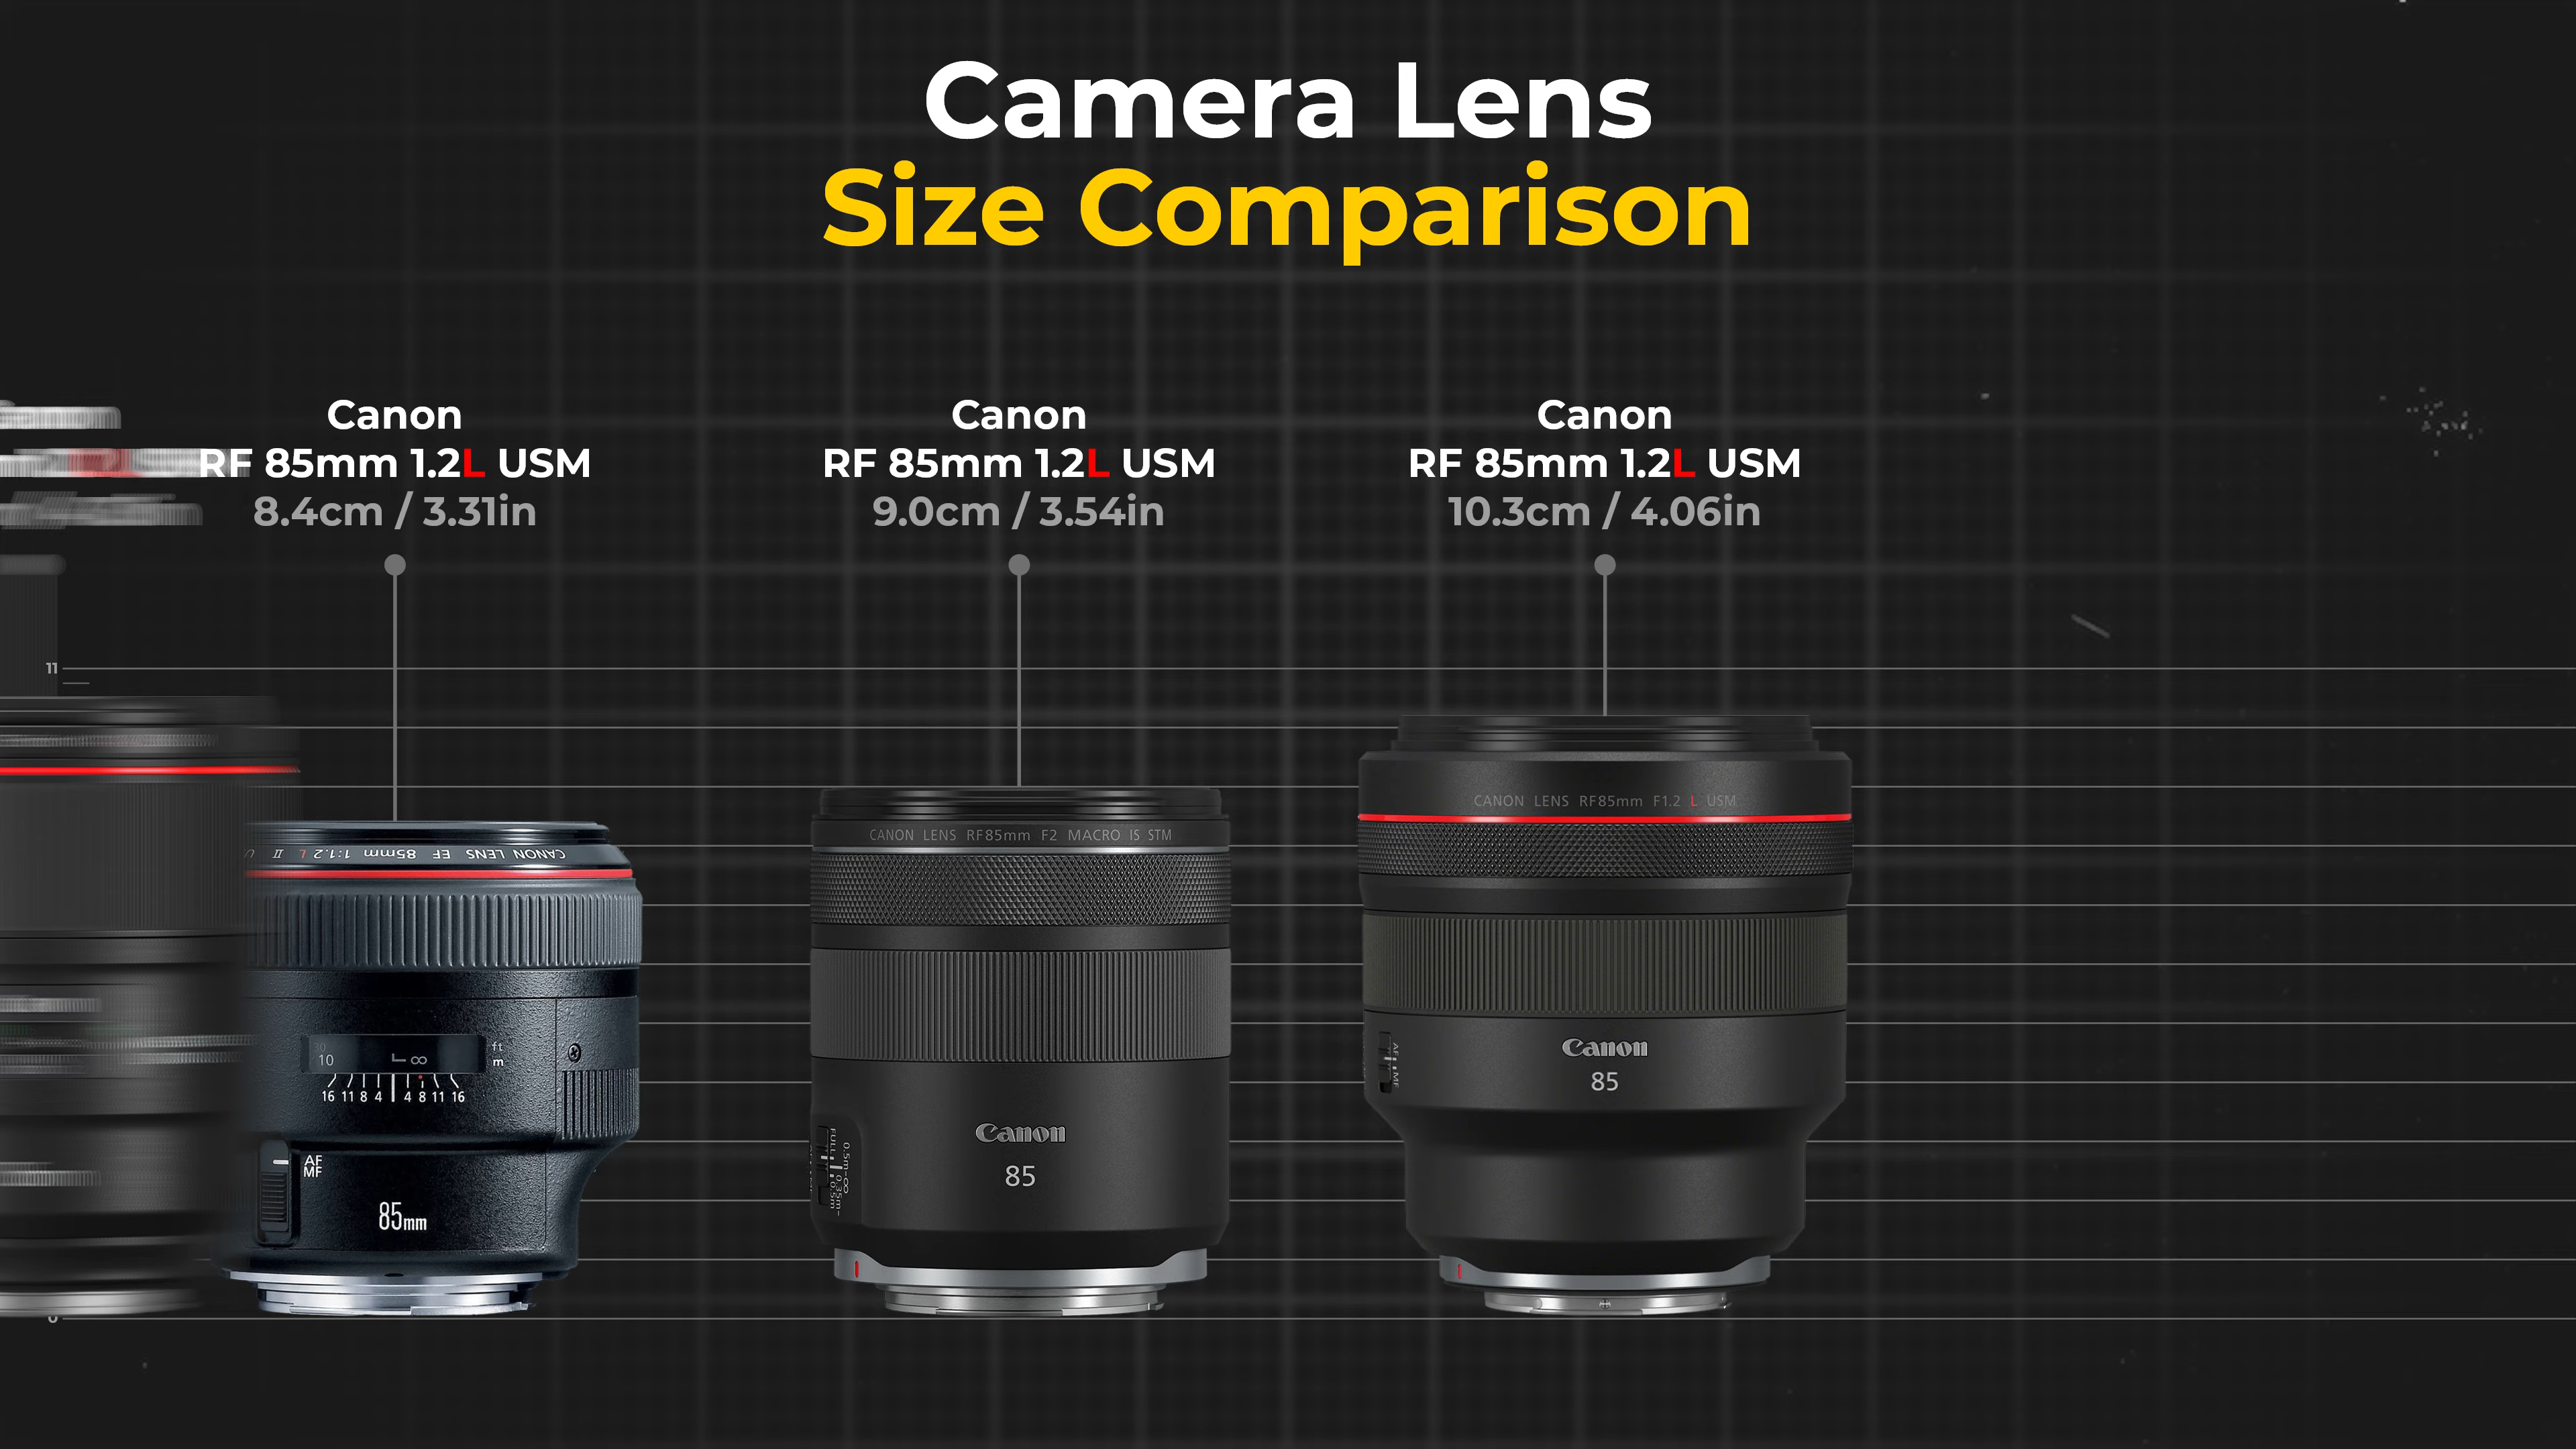 Camera Lens
Size Comparison
Canon
RF 85mm 1.2L USM
8.4cm / 3.31in
Canon
RF 85mm 1.2L USM
9.0cm / 3.54in
Canon
RF 85mm 1.2L USM
10.3cm / 4.06in
11
CANON LENS EF 85mm 1:1.2 L II
ft
10 ∞ m
16 11 8 4 4 8 11 16
AF
MF
85mm
CANON LENS RF85mm F2 MACRO IS STM
Canon
85
CANON LENS RF85mm F1.2 L USM
Canon
85
AF MF
0